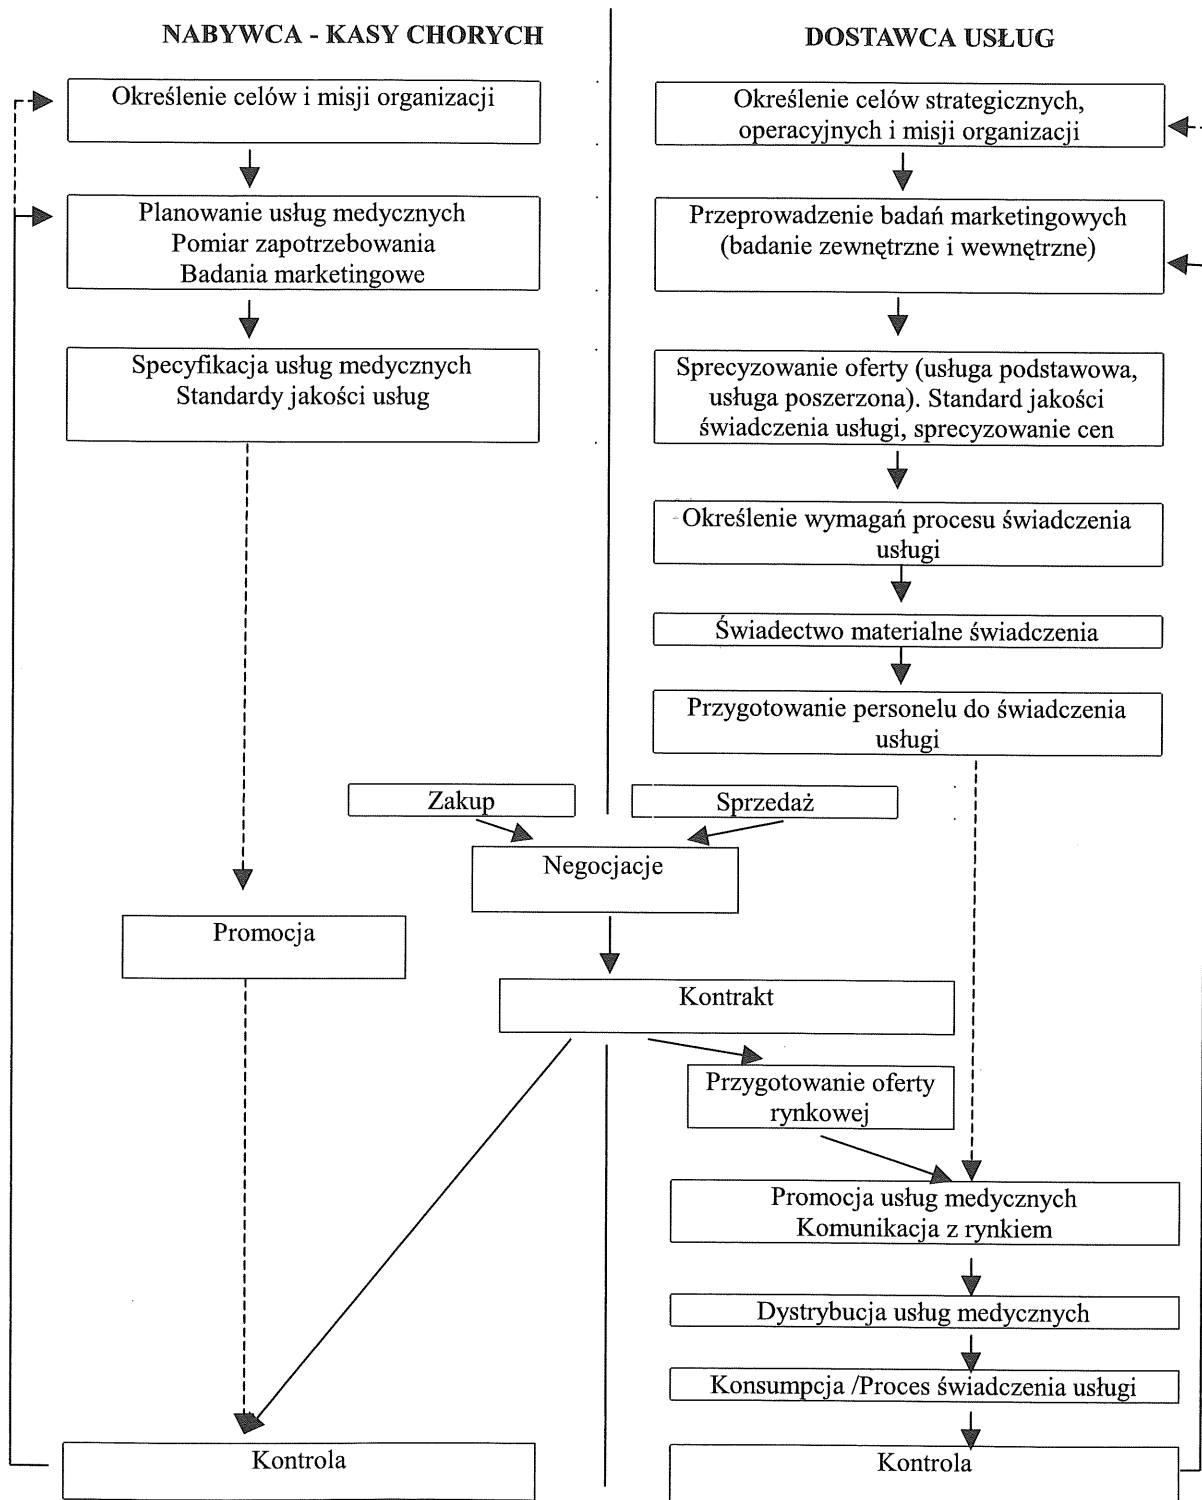 NABYWCA - KASY CHORYCH
DOSTAWCA USŁUG
Określenie celów i misji organizacji
Planowanie usług medycznych
Pomiar zapotrzebowania
Badania marketingowe
Specyfikacja usług medycznych
Standardy jakości usług
Określenie celów strategicznych,
operacyjnych i misji organizacji
Przeprowadzenie badań marketingowych
(badanie zewnętrzne i wewnętrzne)
Sprecyzowanie oferty (usługa podstawowa,
usługa poszerzona). Standard jakości
świadczenia usługi, sprecyzowanie cen
Określenie wymagań procesu świadczenia
usługi
Świadectwo materialne świadczenia
Przygotowanie personelu do świadczenia
usługi
Zakup
Sprzedaż
Negocjacje
Promocja
Kontrakt
Przygotowanie oferty
rynkowej
Promocja usług medycznych
Komunikacja z rynkiem
Dystrybucja usług medycznych
Konsumpcja /Proces świadczenia usługi
Kontrola
Kontrola